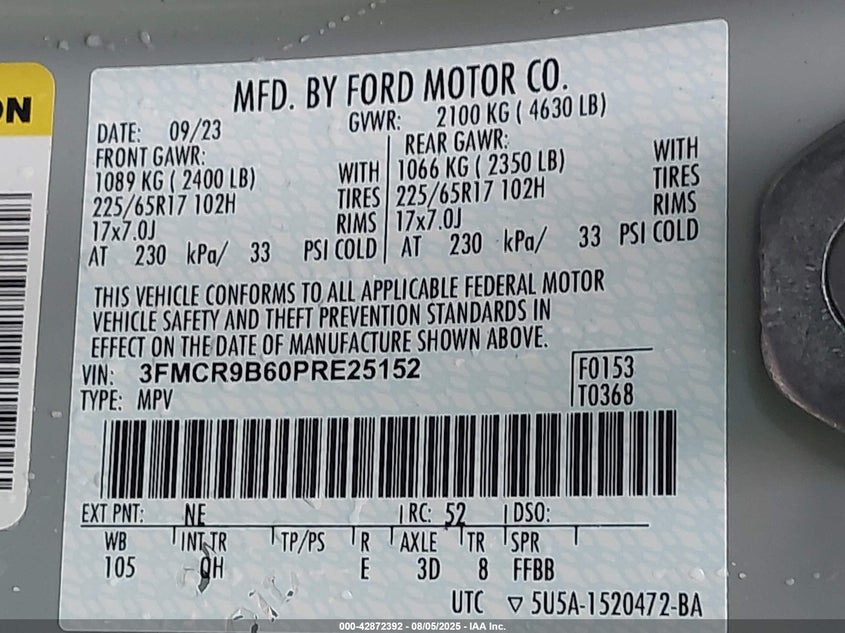 ON
MFD. BY FORD MOTOR CO.
DATE: 09/23 GVWR: 2100 KG ( 4630 LB)
FRONT GAWR: REAR GAWR:
1089 KG ( 2400 LB) WITH 1066 KG ( 2350 LB) WITH
225/65R17 102H TIRES 225/65R17 102H TIRES
17x7.0J RIMS 17x7.0J RIMS
AT 230 kPa/ 33 PSI COLD AT 230 kPa/ 33 PSI COLD
THIS VEHICLE CONFORMS TO ALL APPLICABLE FEDERAL MOTOR
VEHICLE SAFETY AND THEFT PREVENTION STANDARDS IN
EFFECT ON THE DATE OF MANUFACTURE SHOWN ABOVE.
VIN: 3FMCR9B60PRE25152 F0153
TYPE: MPV T0368
EXT PNT: NE RC: 52 DSO:
WB INT TR TP/PS R AXLE TR SPR
105 QH E 3D 8 FFBB
UTC ▽ 5U5A-1520472-BA
000-42872392 - 08/05/2025 - IAA Inc.